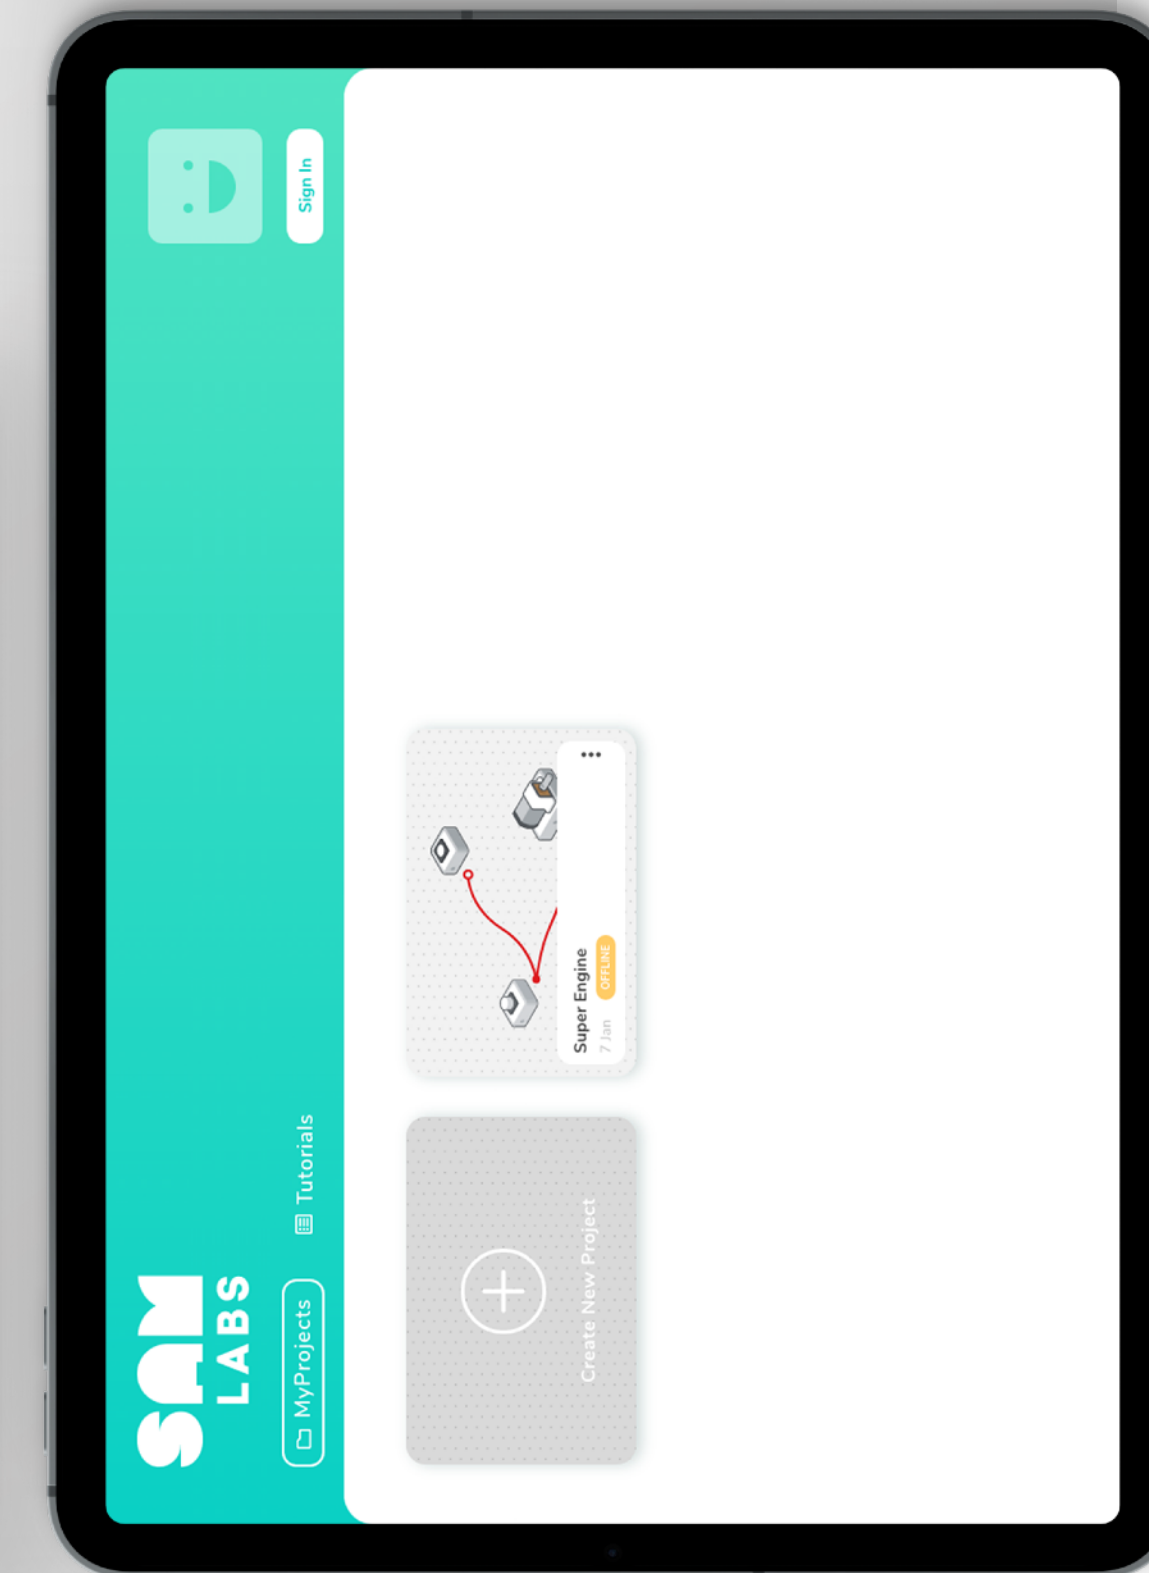 SAM
LABS
MyProjects
Tutorials
Sign In
Create New Project
Super Engine
7 Jan
OFFLINE